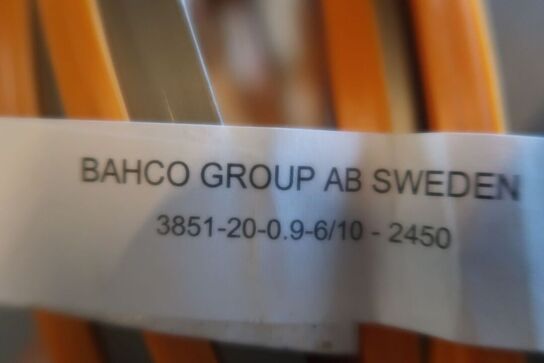 BAHCO GROUP AB SWEDEN
3851-20-0.9-6/10 - 2450